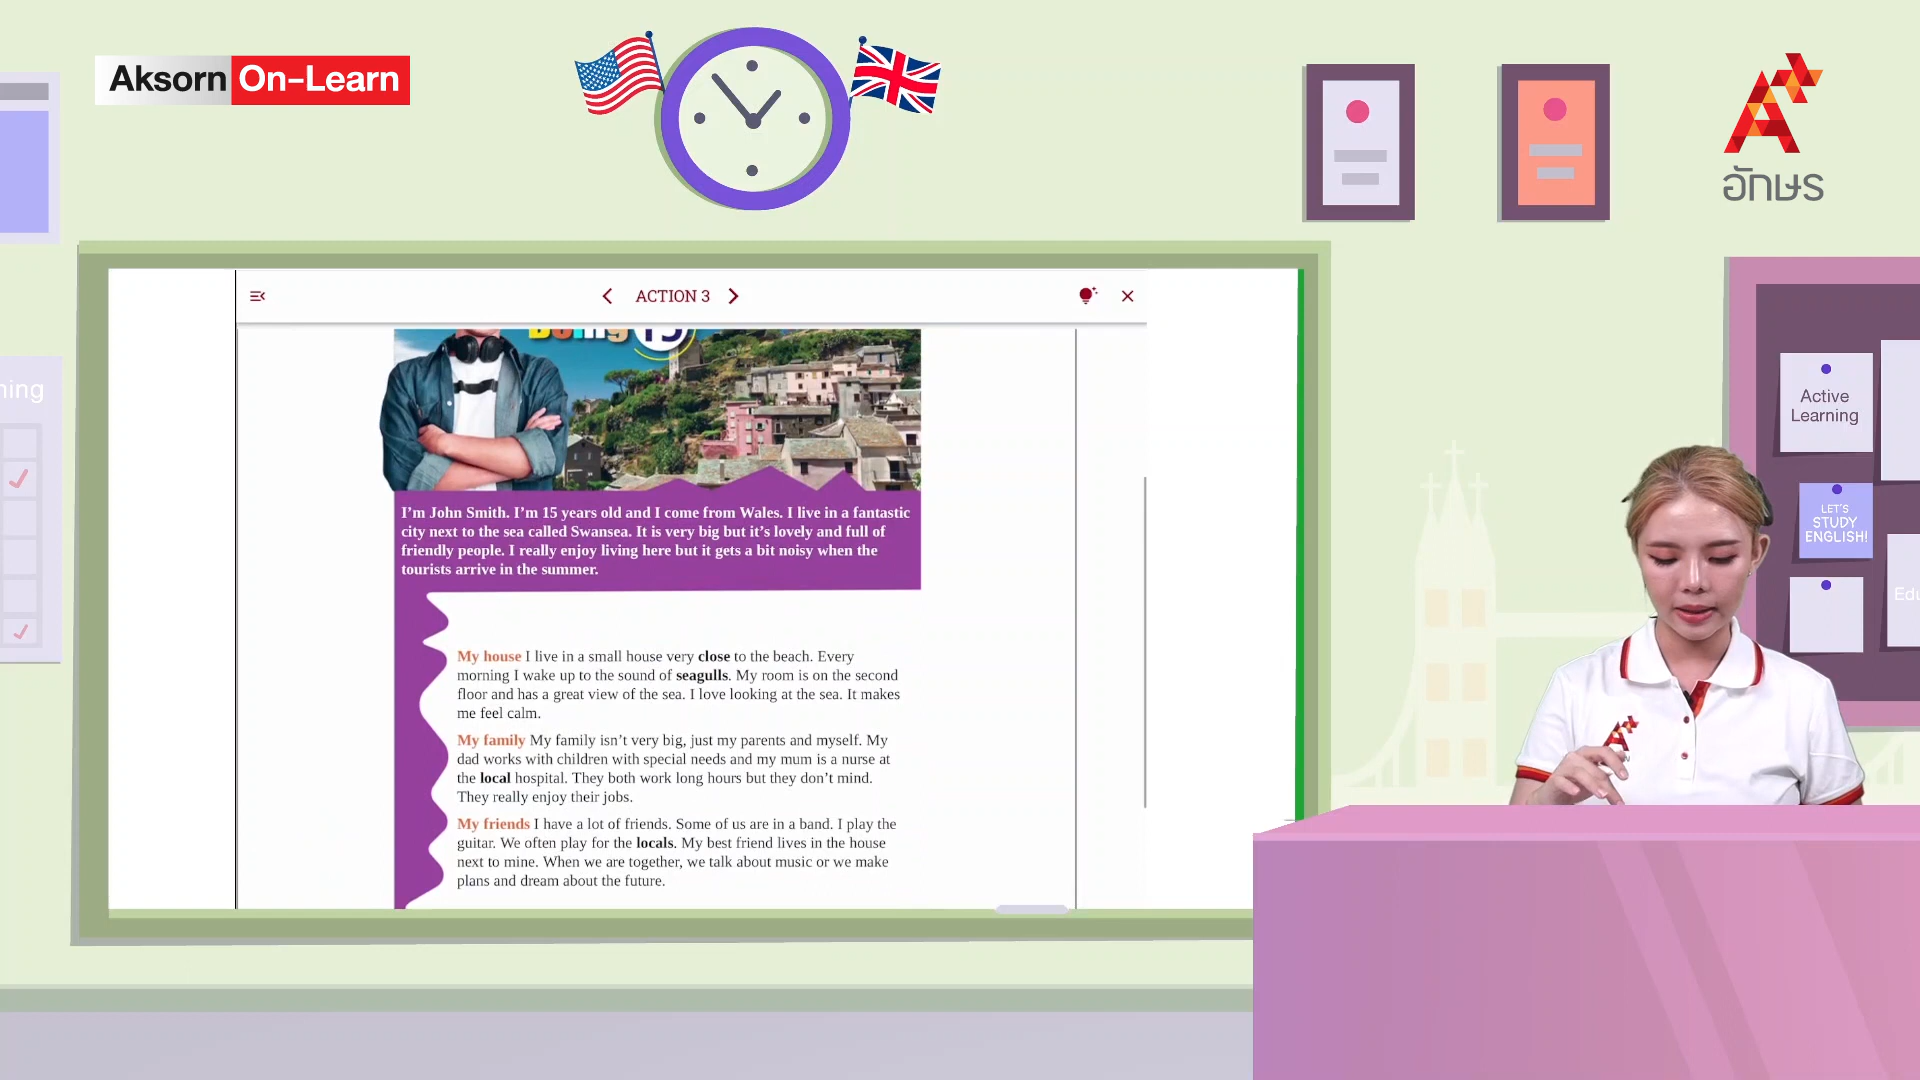 Aksorn On-Learn
อักษร
ning
ACTION 3
Being 15
I'm John Smith. I'm 15 years old and I come from Wales. I live in a fantastic
city next to the sea called Swansea. It is very big but it's lovely and full of
friendly people. I really enjoy living here but it gets a bit noisy when the
tourists arrive in the summer.
My house I live in a small house very close to the beach. Every
morning I wake up to the sound of seagulls. My room is on the second
floor and has a great view of the sea. I love looking at the sea. It makes
me feel calm.
My family My family isn't very big, just my parents and myself. My
dad works with children with special needs and my mum is a nurse at
the local hospital. They both work long hours but they don't mind.
They really enjoy their jobs.
My friends I have a lot of friends. Some of us are in a band. I play the
guitar. We often play for the locals. My best friend lives in the house
next to mine. When we are together, we talk about music or we make
plans and dream about the future.
Active
Learning
LET'S
STUDY
ENGLISH!
Edu